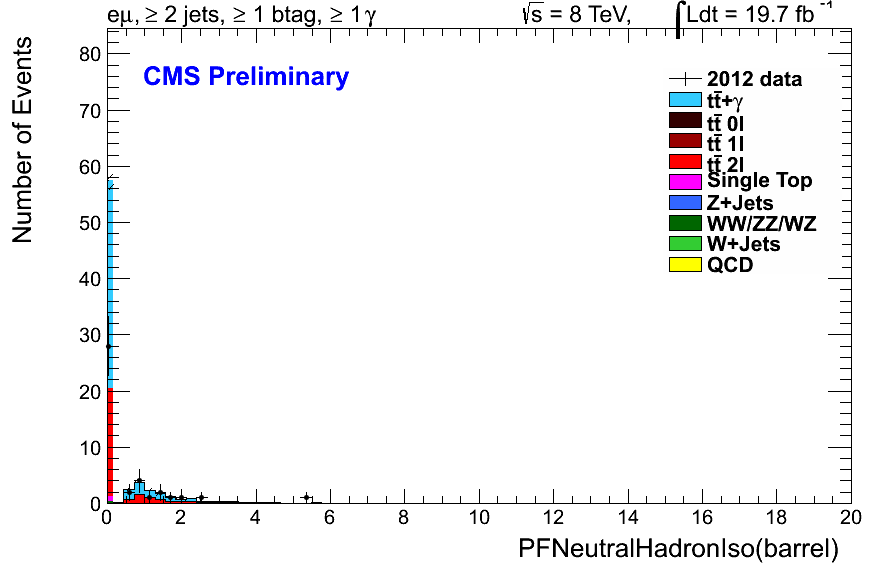 eμ, ≥ 2 jets, ≥ 1 btag, ≥ 1 γ
√s = 8 TeV, ∫Ldt = 19.7 fb⁻¹
Number of Events
CMS Preliminary
2012 data
tt̄+γ
tt̄ 0l
tt̄ 1l
tt̄ 2l
Single Top
Z+Jets
WW/ZZ/WZ
W+Jets
QCD
80
70
60
50
40
30
20
10
0
0 2 4 6 8 10 12 14 16 18 20
PFNeutralHadronIso(barrel)